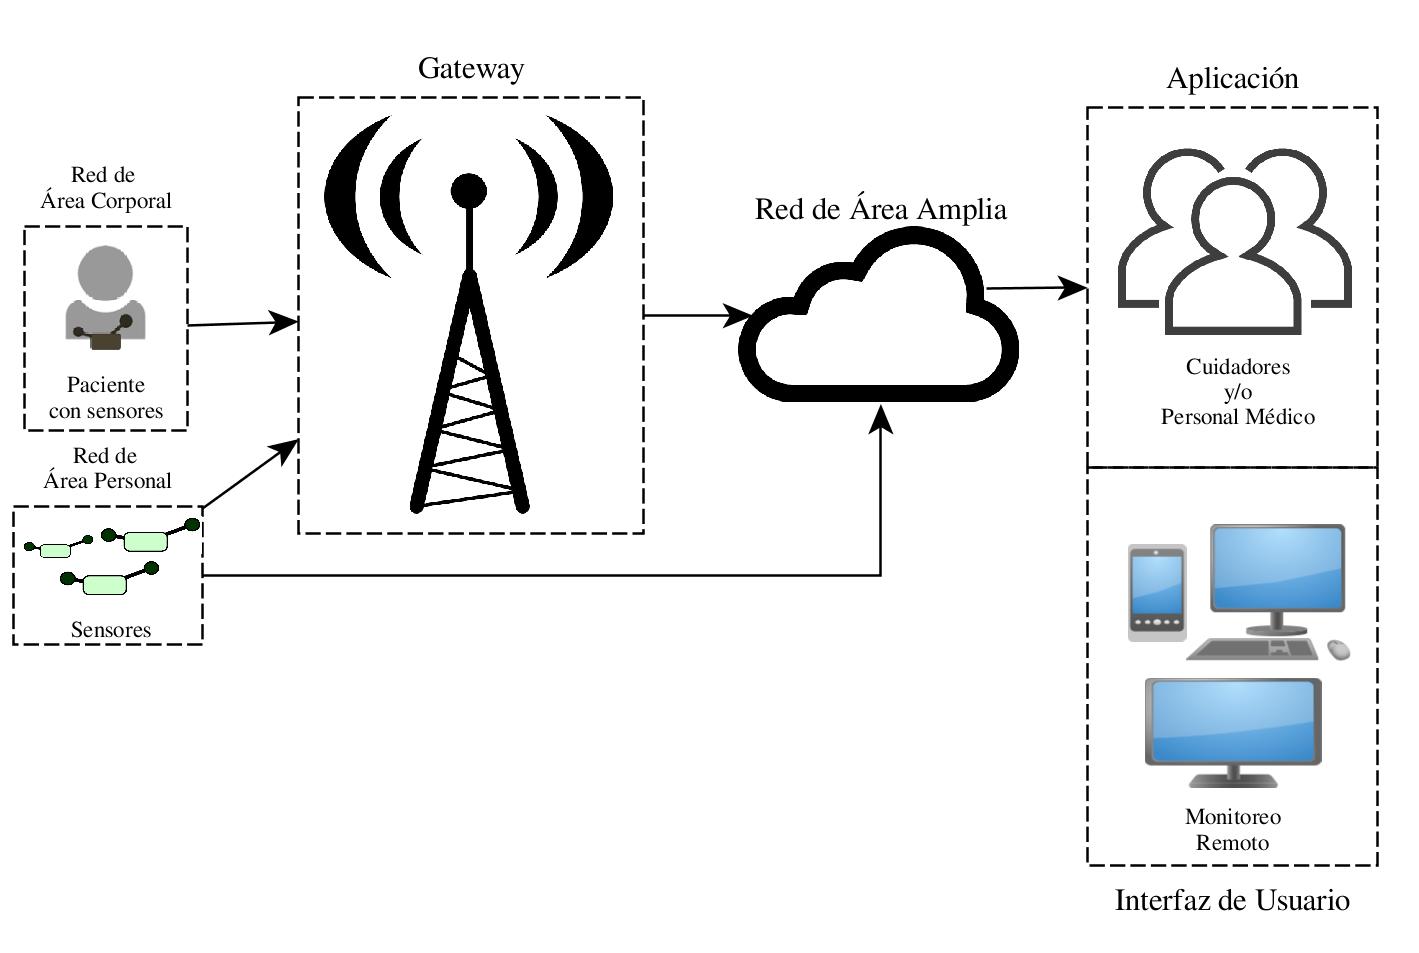 Gateway
Aplicación
Red de
Área Corporal
Red de Área Amplia
Paciente
con sensores
Cuidadores
y/o
Personal Médico
Red de
Área Personal
Sensores
Monitoreo
Remoto
Interfaz de Usuario